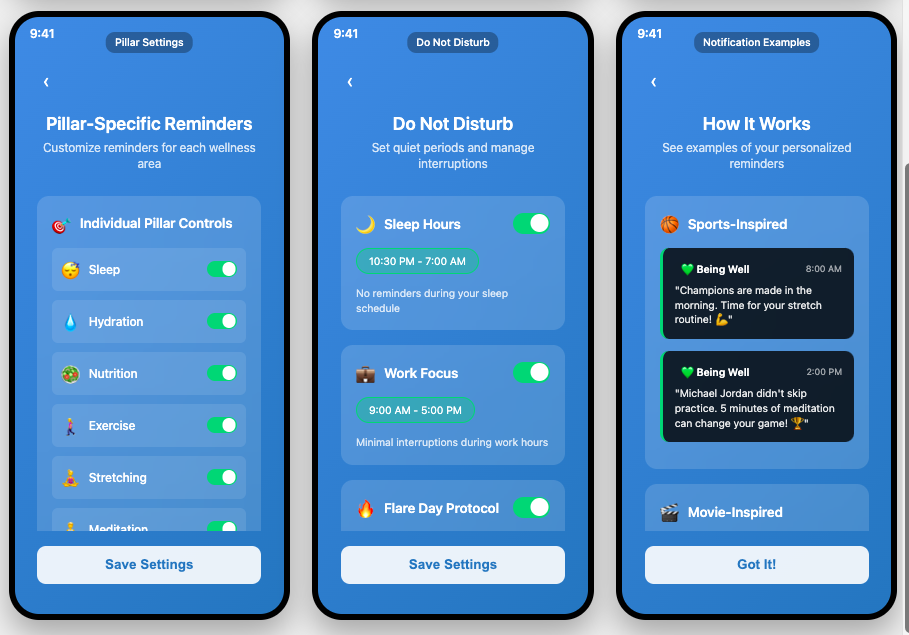 9:41
Pillar Settings
‹
Pillar-Specific Reminders
Customize reminders for each wellness
area
🎯 Individual Pillar Controls
😴 Sleep
💧 Hydration
🥗 Nutrition
🚶 Exercise
🧘 Stretching
🧘 Meditation
Save Settings
9:41
Do Not Disturb
‹
Do Not Disturb
Set quiet periods and manage
interruptions
🌙 Sleep Hours
10:30 PM - 7:00 AM
No reminders during your sleep
schedule
💼 Work Focus
9:00 AM - 5:00 PM
Minimal interruptions during work hours
🔥 Flare Day Protocol
Save Settings
9:41
Notification Examples
‹
How It Works
See examples of your personalized
reminders
🏀 Sports-Inspired
💚 Being Well 8:00 AM
"Champions are made in the
morning. Time for your stretch
routine! 💪"
💚 Being Well 2:00 PM
"Michael Jordan didn't skip
practice. 5 minutes of meditation
can change your game! 🏆"
🎬 Movie-Inspired
Got It!